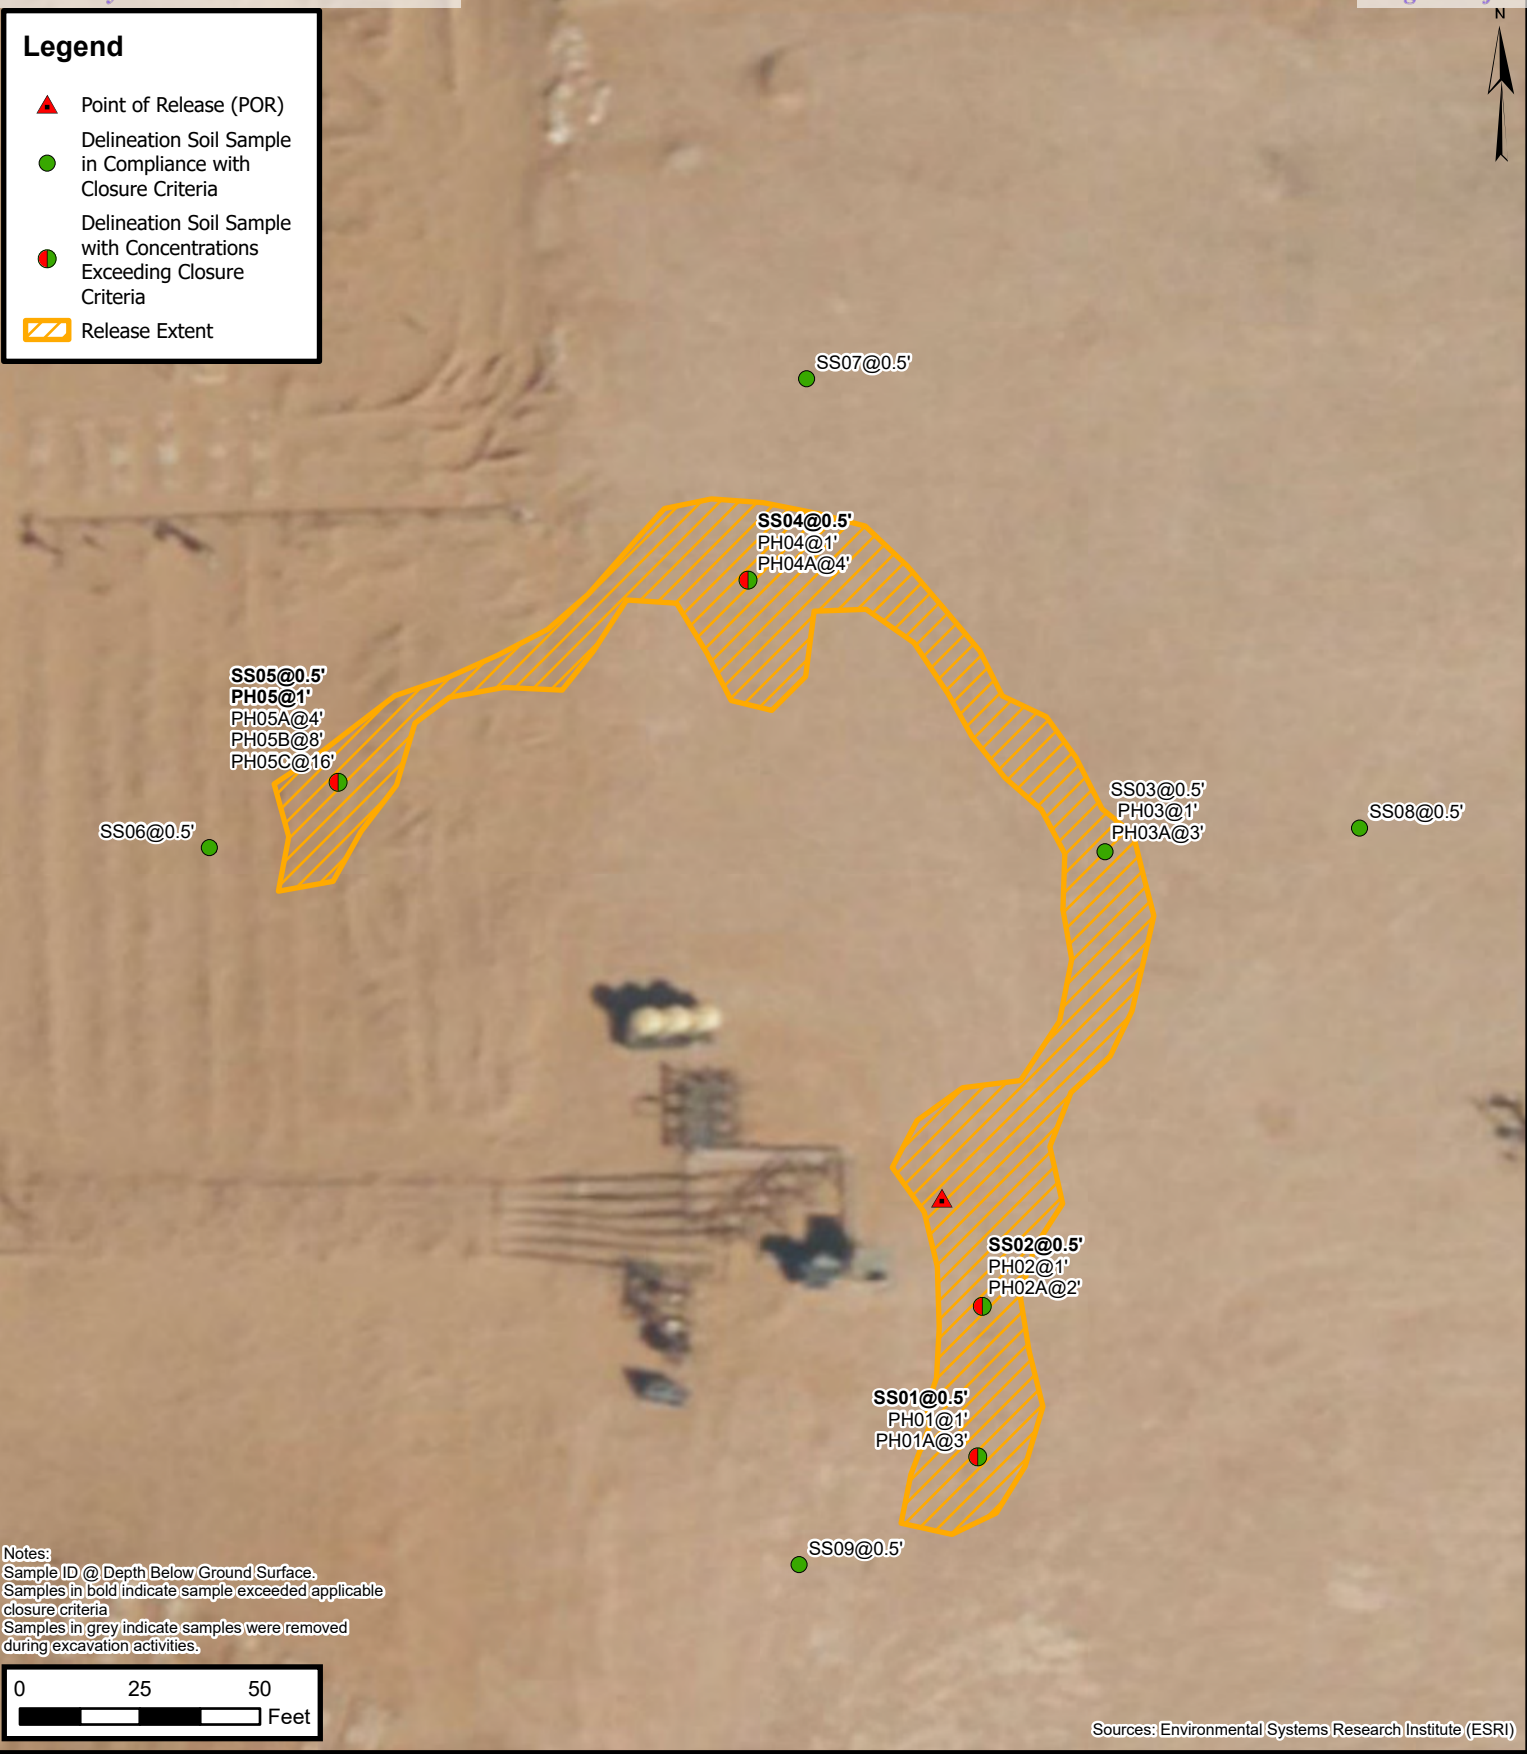 N
Legend
Point of Release (POR)
Delineation Soil Sample
in Compliance with
Closure Criteria
Delineation Soil Sample
with Concentrations
Exceeding Closure
Criteria
Release Extent
SS07@0.5'
SS04@0.5'
PH04@1'
PH04A@4'
SS05@0.5'
PH05@1'
PH05A@4'
PH05B@8'
PH05C@16'
SS06@0.5'
SS03@0.5'
PH03@1'
PH03A@3'
SS08@0.5'
SS02@0.5'
PH02@1'
PH02A@2'
SS01@0.5'
PH01@1'
PH01A@3'
SS09@0.5'
Notes:
Sample ID @ Depth Below Ground Surface.
Samples in bold indicate sample exceeded applicable
closure criteria
Samples in grey indicate samples were removed
during excavation activities.
0 25 50
Feet
Sources: Environmental Systems Research Institute (ESRI)